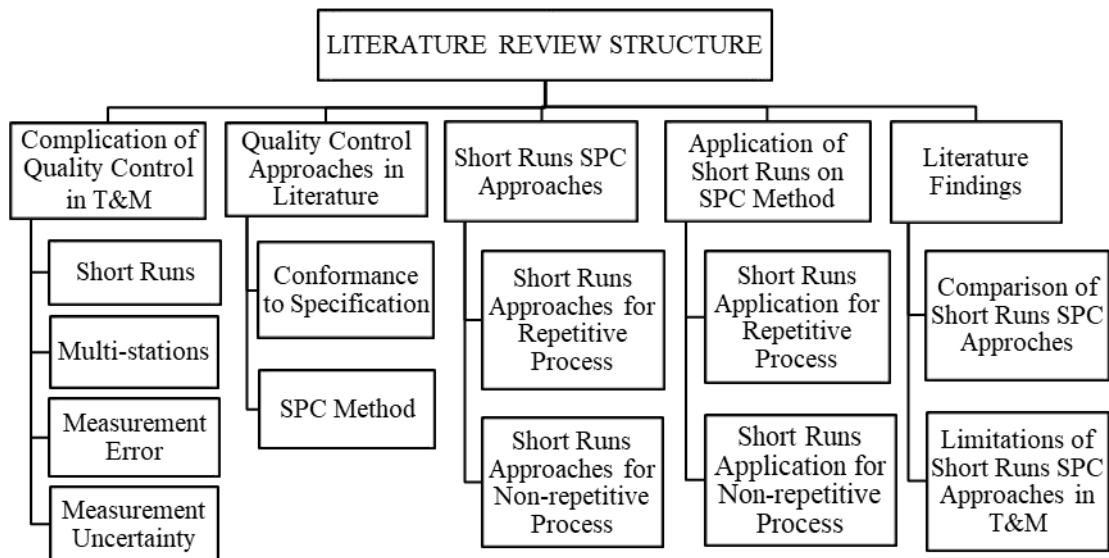 LITERATURE REVIEW STRUCTURE
Complication of
Quality Control
in T&M
Short Runs
Multi-stations
Measurement
Error
Measurement
Uncertainty
Quality Control
Approaches in
Literature
Conformance
to Specification
SPC Method
Short Runs SPC
Approaches
Short Runs
Approaches for
Repetitive
Process
Short Runs
Approaches for
Non-repetitive
Process
Application of
Short Runs on
SPC Method
Short Runs
Application for
Repetitive
Process
Short Runs
Application for
Non-repetitive
Process
Literature
Findings
Comparison of
Short Runs SPC
Approches
Limitations of
Short Runs SPC
Approaches in
T&M